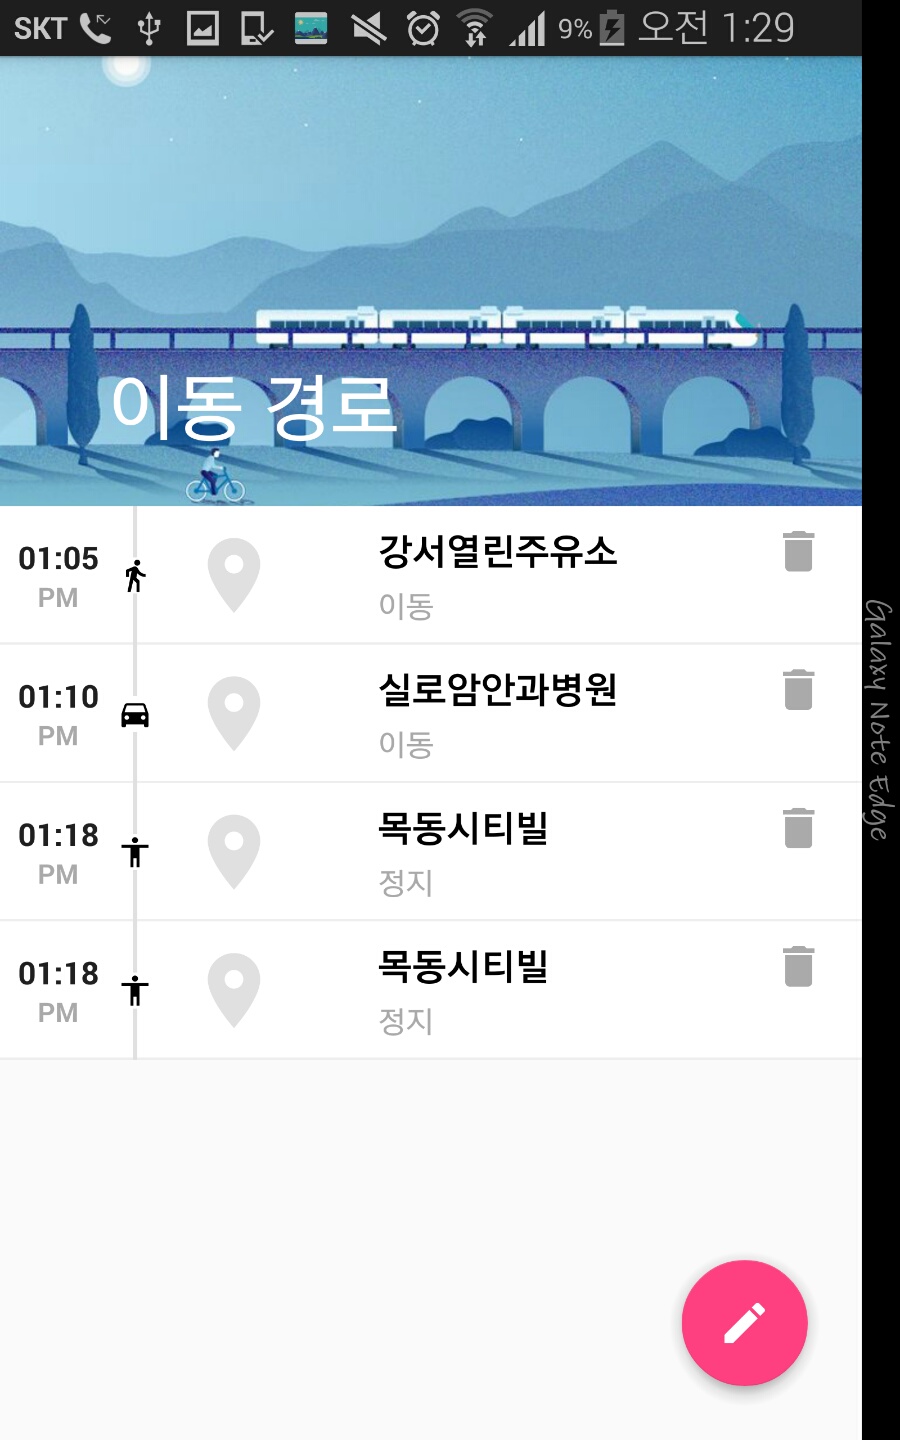 SKT 9% 오전 1:29
이동 경로
01:05 강서열린주유소
PM 이동
01:10 실로암안과병원
PM 이동
01:18 목동시티빌
PM 정지
01:18 목동시티빌
PM 정지
Galaxy Note Edge